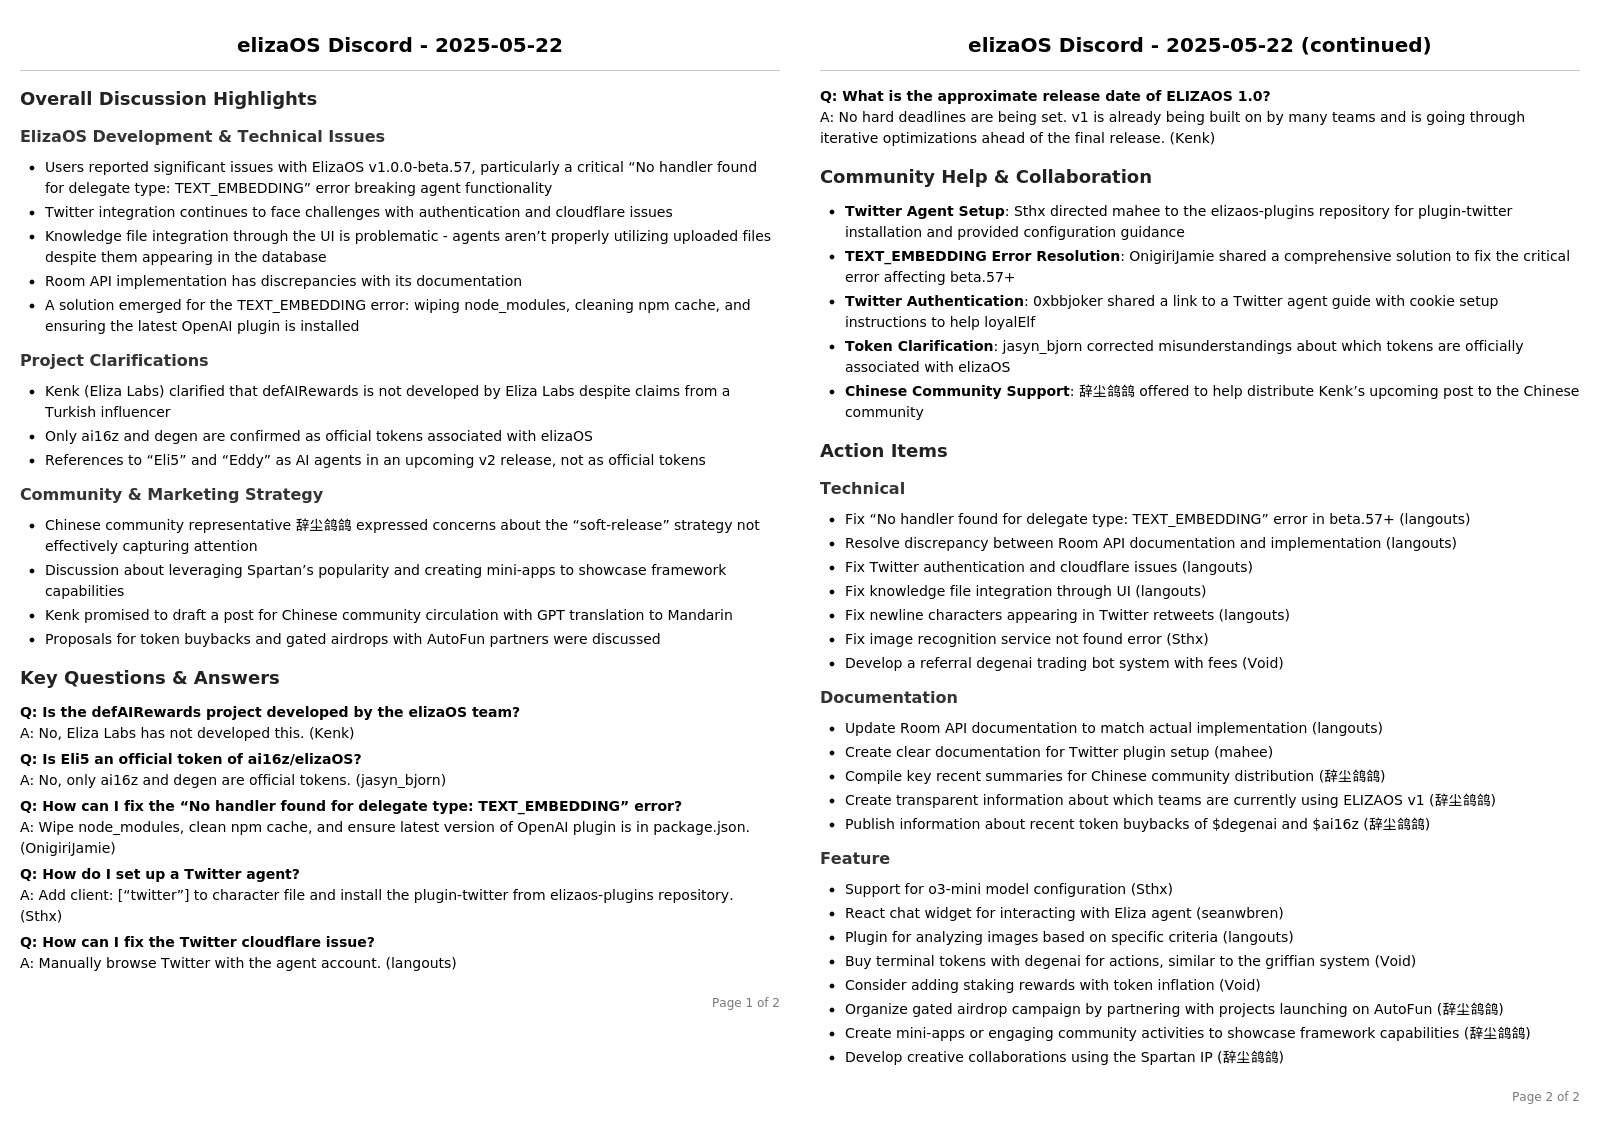 elizaOS Discord - 2025-05-22
Overall Discussion Highlights
ElizaOS Development & Technical Issues
• Users reported significant issues with ElizaOS v1.0.0-beta.57, particularly a critical “No handler found
for delegate type: TEXT_EMBEDDING” error breaking agent functionality
• Twitter integration continues to face challenges with authentication and cloudflare issues
• Knowledge file integration through the UI is problematic - agents aren’t properly utilizing uploaded files
despite them appearing in the database
• Room API implementation has discrepancies with its documentation
• A solution emerged for the TEXT_EMBEDDING error: wiping node_modules, cleaning npm cache, and
ensuring the latest OpenAI plugin is installed
Project Clarifications
• Kenk (Eliza Labs) clarified that defAIRewards is not developed by Eliza Labs despite claims from a
Turkish influencer
• Only ai16z and degen are confirmed as official tokens associated with elizaOS
• References to “Eli5” and “Eddy” as AI agents in an upcoming v2 release, not as official tokens
Community & Marketing Strategy
• Chinese community representative 辞尘鸽鸽 expressed concerns about the “soft-release” strategy not
effectively capturing attention
• Discussion about leveraging Spartan’s popularity and creating mini-apps to showcase framework
capabilities
• Kenk promised to draft a post for Chinese community circulation with GPT translation to Mandarin
• Proposals for token buybacks and gated airdrops with AutoFun partners were discussed
Key Questions & Answers
Q: Is the defAIRewards project developed by the elizaOS team?
A: No, Eliza Labs has not developed this. (Kenk)
Q: Is Eli5 an official token of ai16z/elizaOS?
A: No, only ai16z and degen are official tokens. (jasyn_bjorn)
Q: How can I fix the “No handler found for delegate type: TEXT_EMBEDDING” error?
A: Wipe node_modules, clean npm cache, and ensure latest version of OpenAI plugin is in package.json.
(OnigiriJamie)
Q: How do I set up a Twitter agent?
A: Add client: [“twitter”] to character file and install the plugin-twitter from elizaos-plugins repository.
(Sthx)
Q: How can I fix the Twitter cloudflare issue?
A: Manually browse Twitter with the agent account. (langouts)
Page 1 of 2
elizaOS Discord - 2025-05-22 (continued)
Q: What is the approximate release date of ELIZAOS 1.0?
A: No hard deadlines are being set. v1 is already being built on by many teams and is going through
iterative optimizations ahead of the final release. (Kenk)
Community Help & Collaboration
• Twitter Agent Setup: Sthx directed mahee to the elizaos-plugins repository for plugin-twitter
installation and provided configuration guidance
• TEXT_EMBEDDING Error Resolution: OnigiriJamie shared a comprehensive solution to fix the critical
error affecting beta.57+
• Twitter Authentication: 0xbbjoker shared a link to a Twitter agent guide with cookie setup
instructions to help loyalElf
• Token Clarification: jasyn_bjorn corrected misunderstandings about which tokens are officially
associated with elizaOS
• Chinese Community Support: 辞尘鸽鸽 offered to help distribute Kenk’s upcoming post to the Chinese
community
Action Items
Technical
• Fix “No handler found for delegate type: TEXT_EMBEDDING” error in beta.57+ (langouts)
• Resolve discrepancy between Room API documentation and implementation (langouts)
• Fix Twitter authentication and cloudflare issues (langouts)
• Fix knowledge file integration through UI (langouts)
• Fix newline characters appearing in Twitter retweets (langouts)
• Fix image recognition service not found error (Sthx)
• Develop a referral degenai trading bot system with fees (Void)
Documentation
• Update Room API documentation to match actual implementation (langouts)
• Create clear documentation for Twitter plugin setup (mahee)
• Compile key recent summaries for Chinese community distribution (辞尘鸽鸽)
• Create transparent information about which teams are currently using ELIZAOS v1 (辞尘鸽鸽)
• Publish information about recent token buybacks of $degenai and $ai16z (辞尘鸽鸽)
Feature
• Support for o3-mini model configuration (Sthx)
• React chat widget for interacting with Eliza agent (seanwbren)
• Plugin for analyzing images based on specific criteria (langouts)
• Buy terminal tokens with degenai for actions, similar to the griffian system (Void)
• Consider adding staking rewards with token inflation (Void)
• Organize gated airdrop campaign by partnering with projects launching on AutoFun (辞尘鸽鸽)
• Create mini-apps or engaging community activities to showcase framework capabilities (辞尘鸽鸽)
• Develop creative collaborations using the Spartan IP (辞尘鸽鸽)
Page 2 of 2